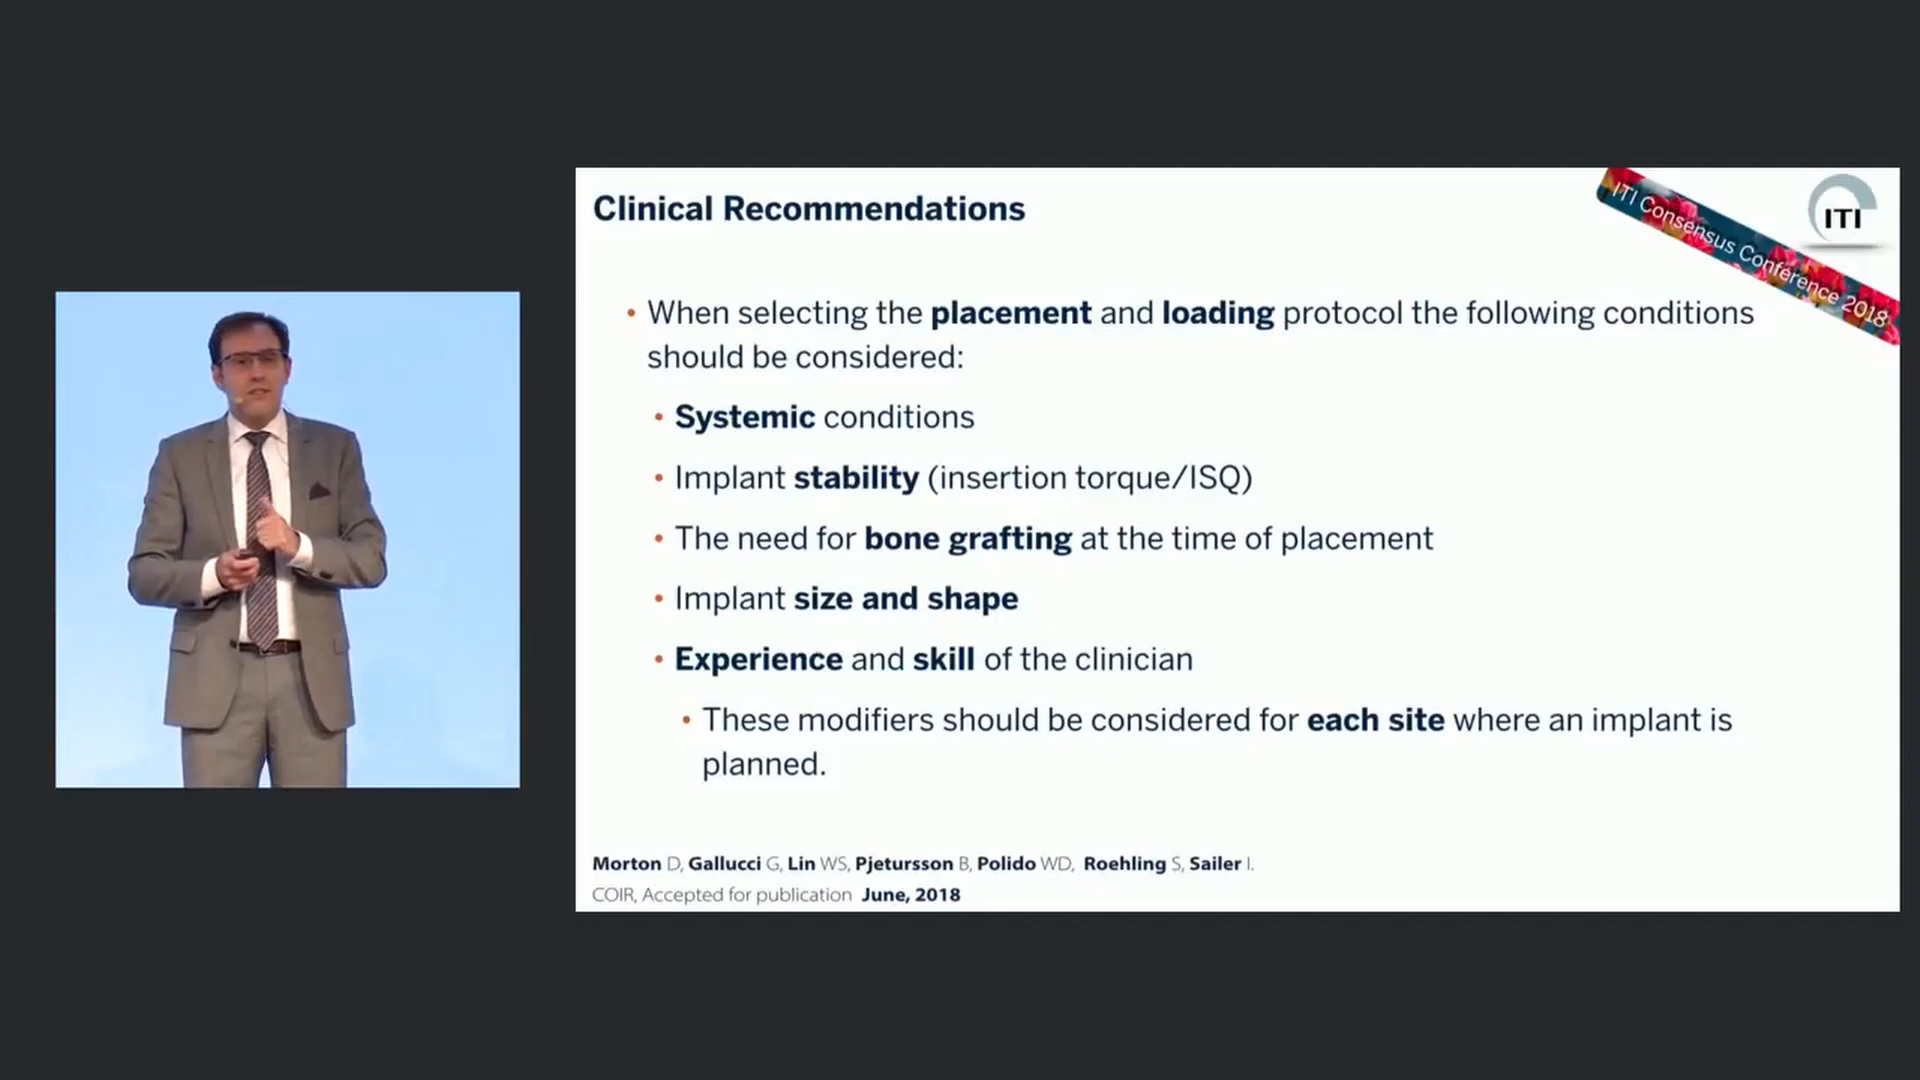 Clinical Recommendations
ITI Consensus Conference 2018
ITI
• When selecting the placement and loading protocol the following conditions
should be considered:
• Systemic conditions
• Implant stability (insertion torque/ISQ)
• The need for bone grafting at the time of placement
• Implant size and shape
• Experience and skill of the clinician
• These modifiers should be considered for each site where an implant is
planned.
Morton D, Gallucci G, Lin WS, Pjetursson B, Polido WD, Roehling S, Sailer I.
COIR, Accepted for publication June, 2018